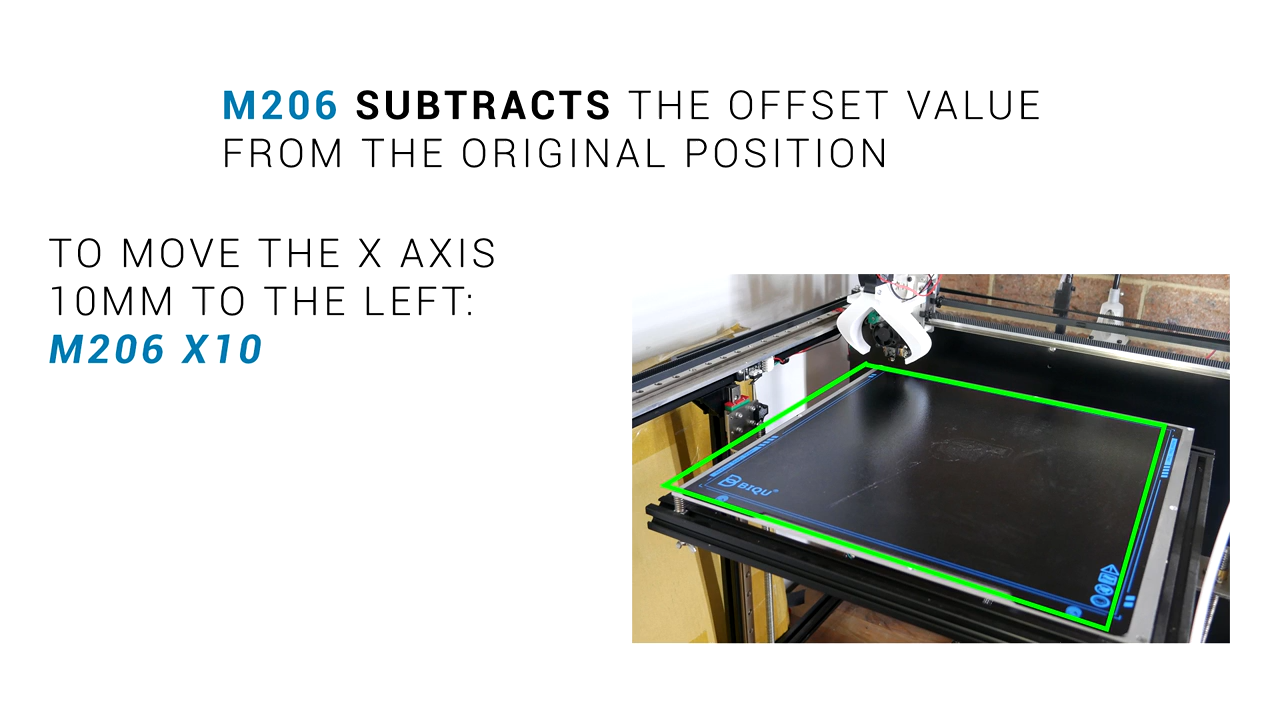 M206 SUBTRACTS THE OFFSET VALUE
FROM THE ORIGINAL POSITION
TO MOVE THE X AXIS
10MM TO THE LEFT:
M206 X10
BIQU®